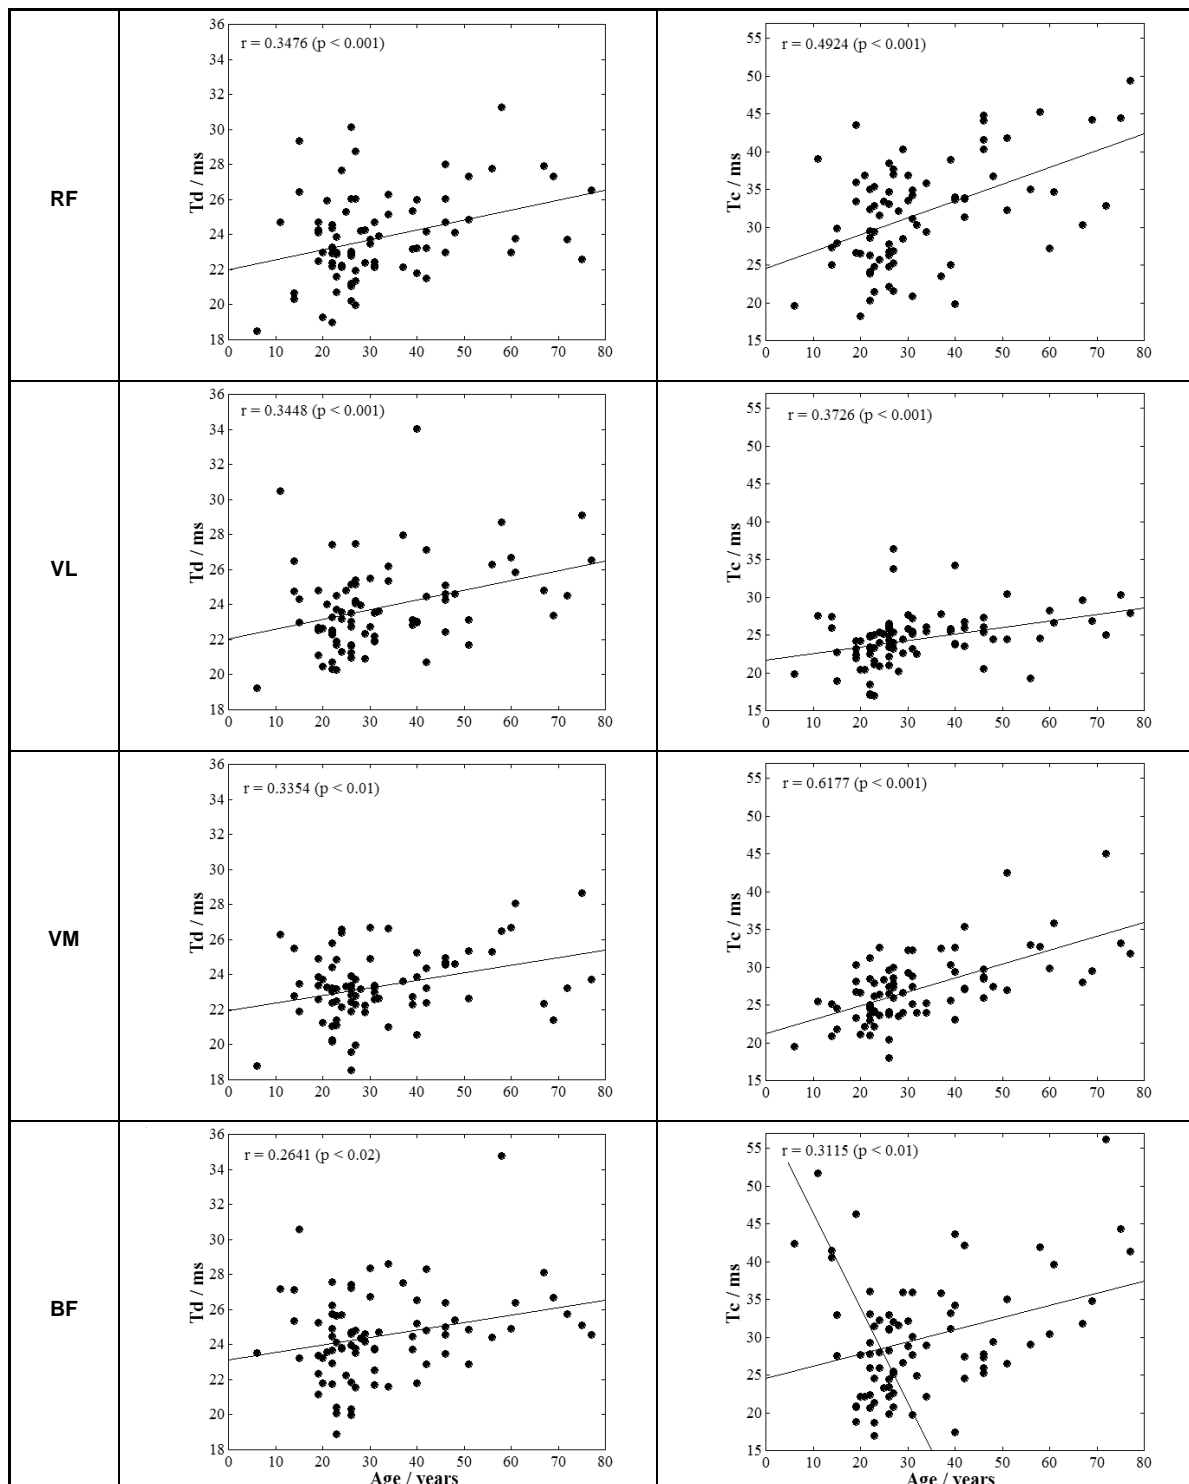 RF
r = 0.3476 (p < 0.001)
Td / ms
36
34
32
30
28
26
24
22
20
18
0 10 20 30 40 50 60 70 80
r = 0.4924 (p < 0.001)
Tc / ms
55
50
45
40
35
30
25
20
15
0 10 20 30 40 50 60 70 80
VL
r = 0.3448 (p < 0.001)
Td / ms
36
34
32
30
28
26
24
22
20
18
0 10 20 30 40 50 60 70 80
r = 0.3726 (p < 0.001)
Tc / ms
55
50
45
40
35
30
25
20
15
0 10 20 30 40 50 60 70 80
VM
r = 0.3354 (p < 0.01)
Td / ms
36
34
32
30
28
26
24
22
20
18
0 10 20 30 40 50 60 70 80
r = 0.6177 (p < 0.001)
Tc / ms
55
50
45
40
35
30
25
20
15
0 10 20 30 40 50 60 70 80
BF
r = 0.2641 (p < 0.02)
Td / ms
36
34
32
30
28
26
24
22
20
18
0 10 20 30 40 50 60 70 80
Age / years
r = 0.3115 (p < 0.01)
Tc / ms
55
50
45
40
35
30
25
20
15
0 10 20 30 40 50 60 70 80
Age / years